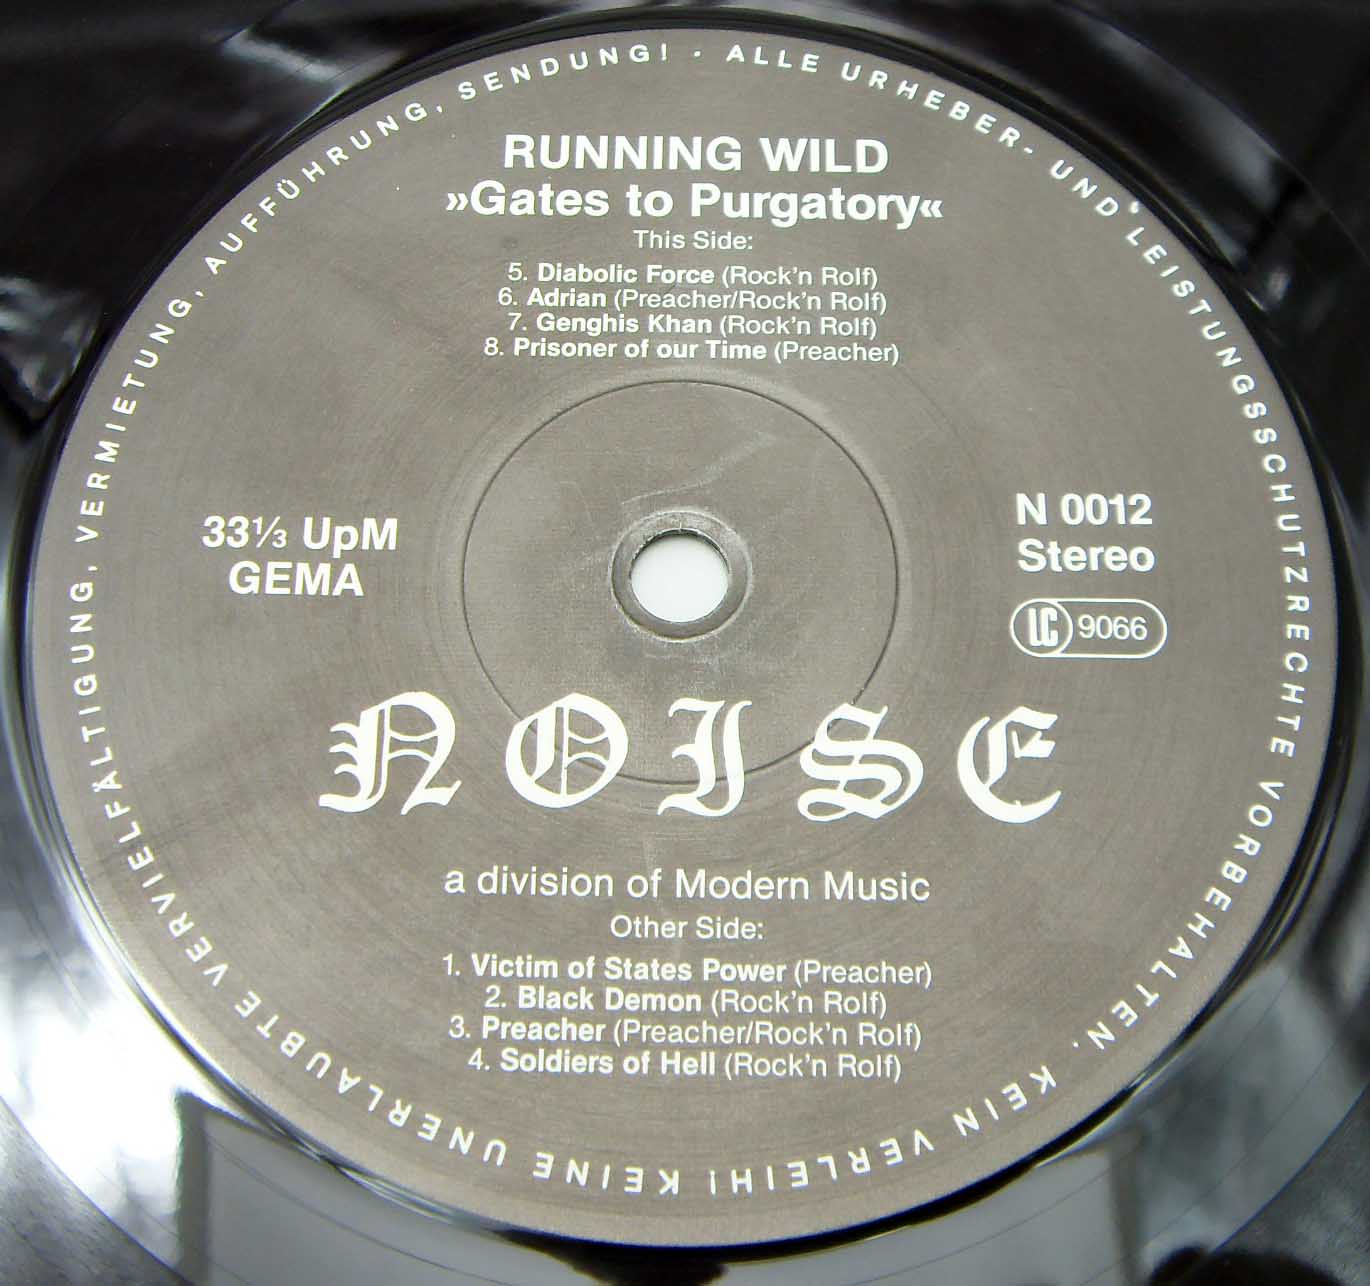 ALLE URHEBER- UND LEISTUNGSSCHUTZRECHTE VORBEHALTEN. KEIN VERLEIH! KEINE UNERLAUBTE VERVIELFÄLTIGUNG, VERMIETUNG, AUFFÜHRUNG, SENDUNG! ·
RUNNING WILD
»Gates to Purgatory«
This Side:
5. Diabolic Force (Rock'n Rolf)
6. Adrian (Preacher/Rock'n Rolf)
7. Genghis Khan (Rock'n Rolf)
8. Prisoner of our Time (Preacher)
33⅓ UpM
GEMA
N 0012
Stereo
LC 9066
NOISE
a division of Modern Music
Other Side:
1. Victim of States Power (Preacher)
2. Black Demon (Rock'n Rolf)
3. Preacher (Preacher/Rock'n Rolf)
4. Soldiers of Hell (Rock'n Rolf)